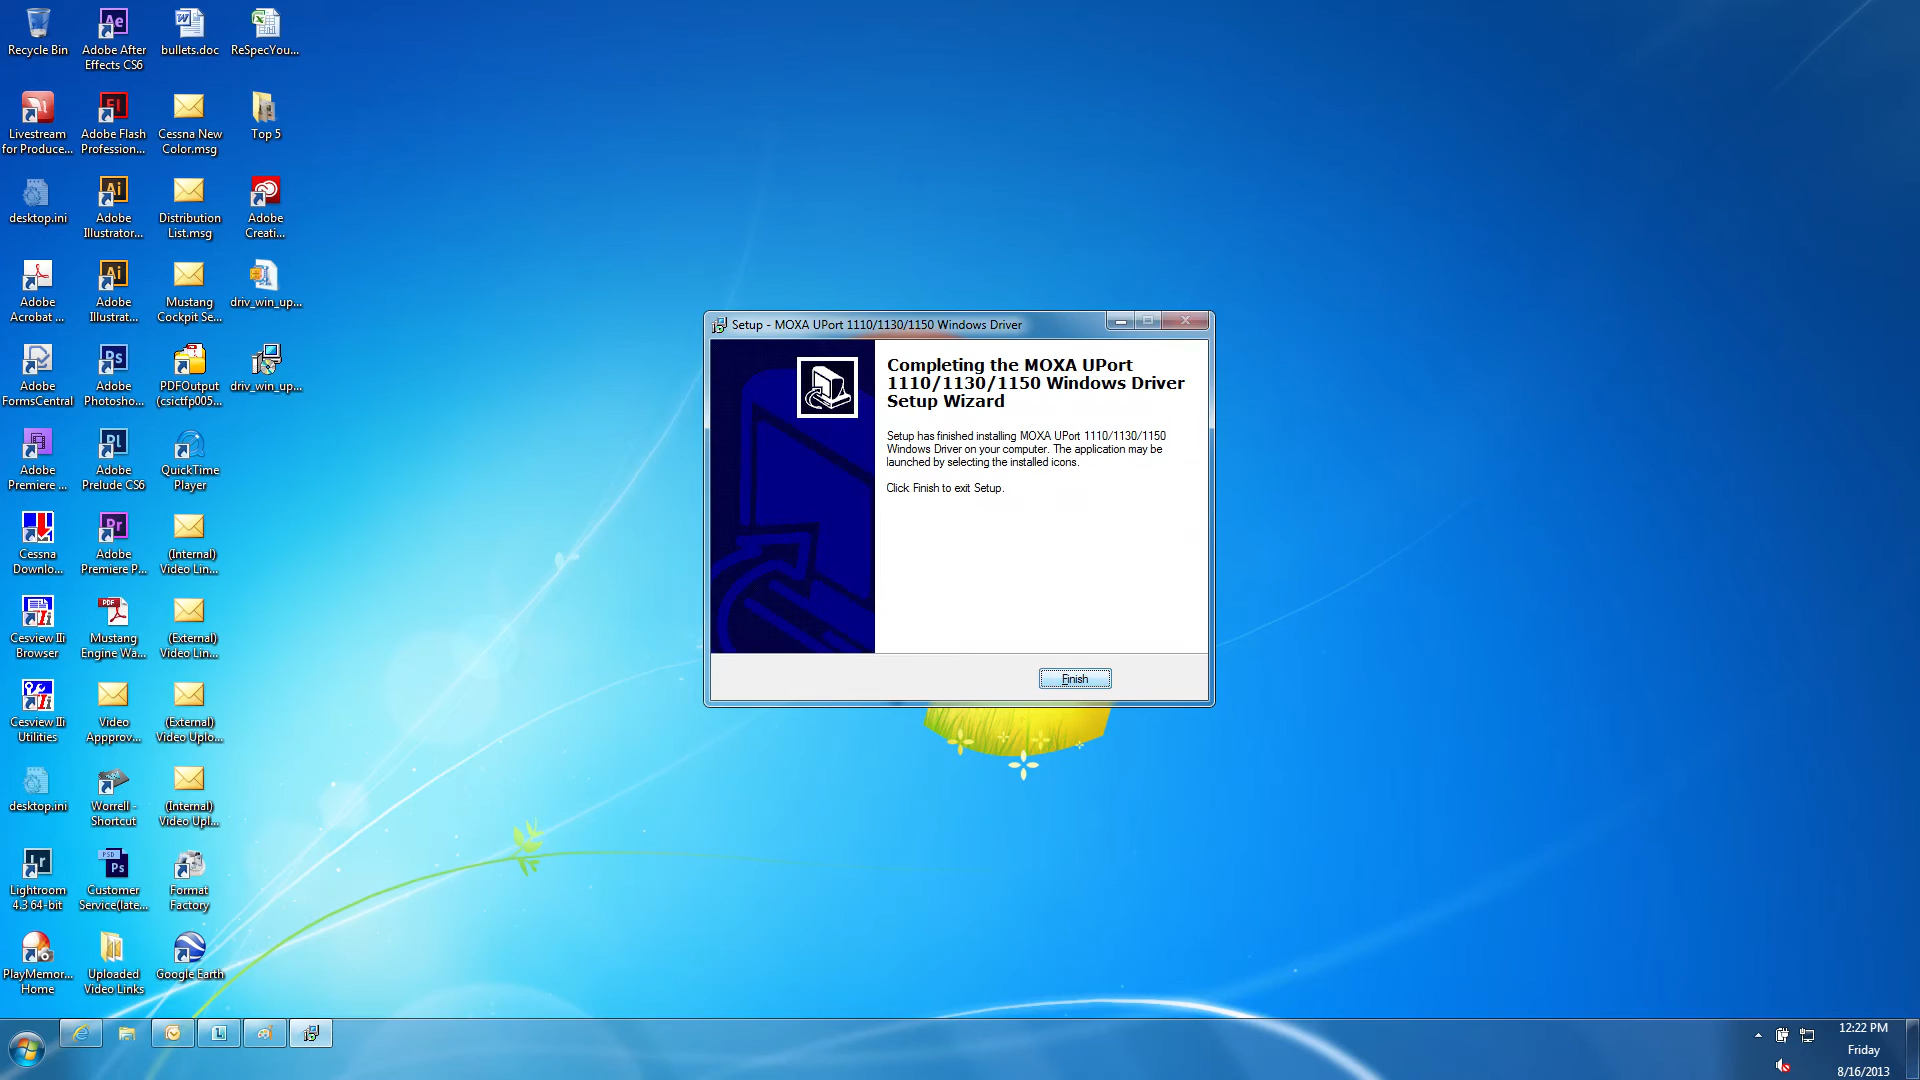 Recycle Bin
Adobe After
Effects CS6
bullets.doc
ReSpecYou...
Livestream
for Produce...
Adobe Flash
Profession...
Cessna New
Color.msg
Top 5
desktop.ini
Adobe
Illustrator...
Distribution
List.msg
Adobe
Creati...
Adobe
Acrobat ...
Adobe
Illustrat...
Mustang
Cockpit Se...
driv_win_up...
Adobe
FormsCentral
Adobe
Photosho...
PDFOutput
(csictfp005...
driv_win_up...
Adobe
Premiere ...
Adobe
Prelude CS6
QuickTime
Player
Cessna
Downlo...
Adobe
Premiere P...
(Internal)
Video Lin...
Cesview IIi
Browser
Mustang
Engine Wa...
(External)
Video Lin...
Cesview IIi
Utilities
Video
Appprov...
(External)
Video Uplo...
desktop.ini
Worrell -
Shortcut
(Internal)
Video Upl...
Lightroom
4.3 64-bit
Customer
Service(late...
Format
Factory
PlayMemor...
Home
Uploaded
Video Links
Google Earth
Setup - MOXA UPort 1110/1130/1150 Windows Driver
Completing the MOXA UPort
1110/1130/1150 Windows Driver
Setup Wizard
Setup has finished installing MOXA UPort 1110/1130/1150
Windows Driver on your computer. The application may be
launched by selecting the installed icons.
Click Finish to exit Setup.
Finish
12:22 PM
Friday
8/16/2013